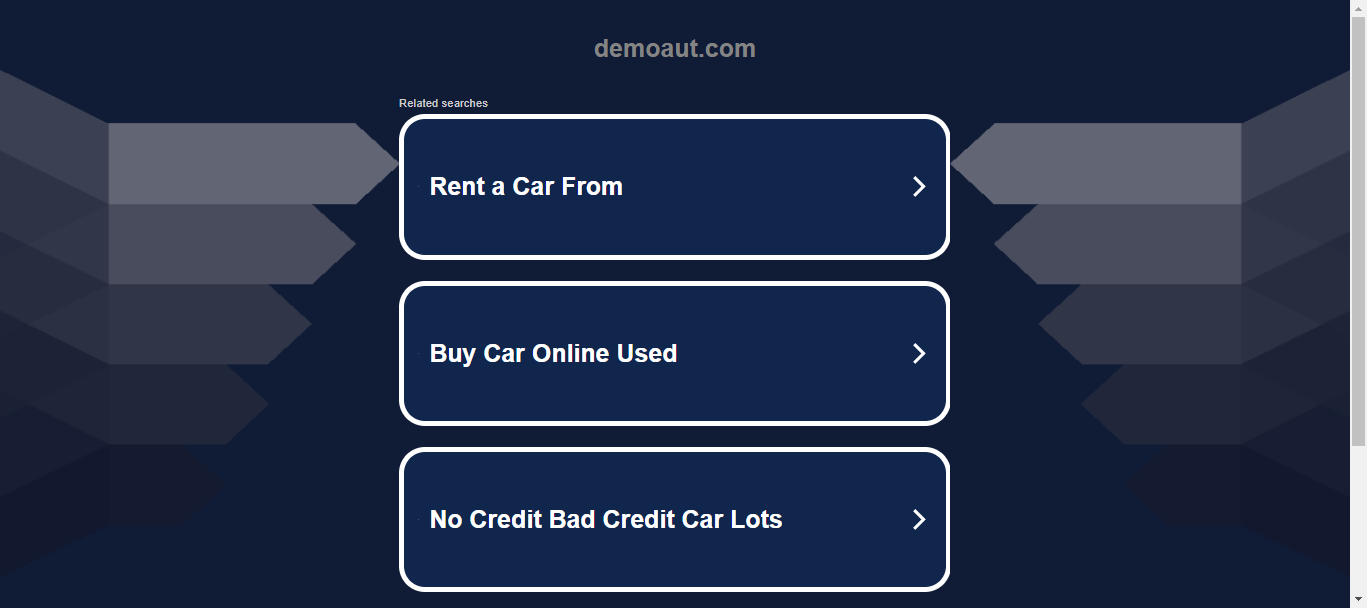 demoaut.com
Related searches
Rent a Car From
Buy Car Online Used
No Credit Bad Credit Car Lots